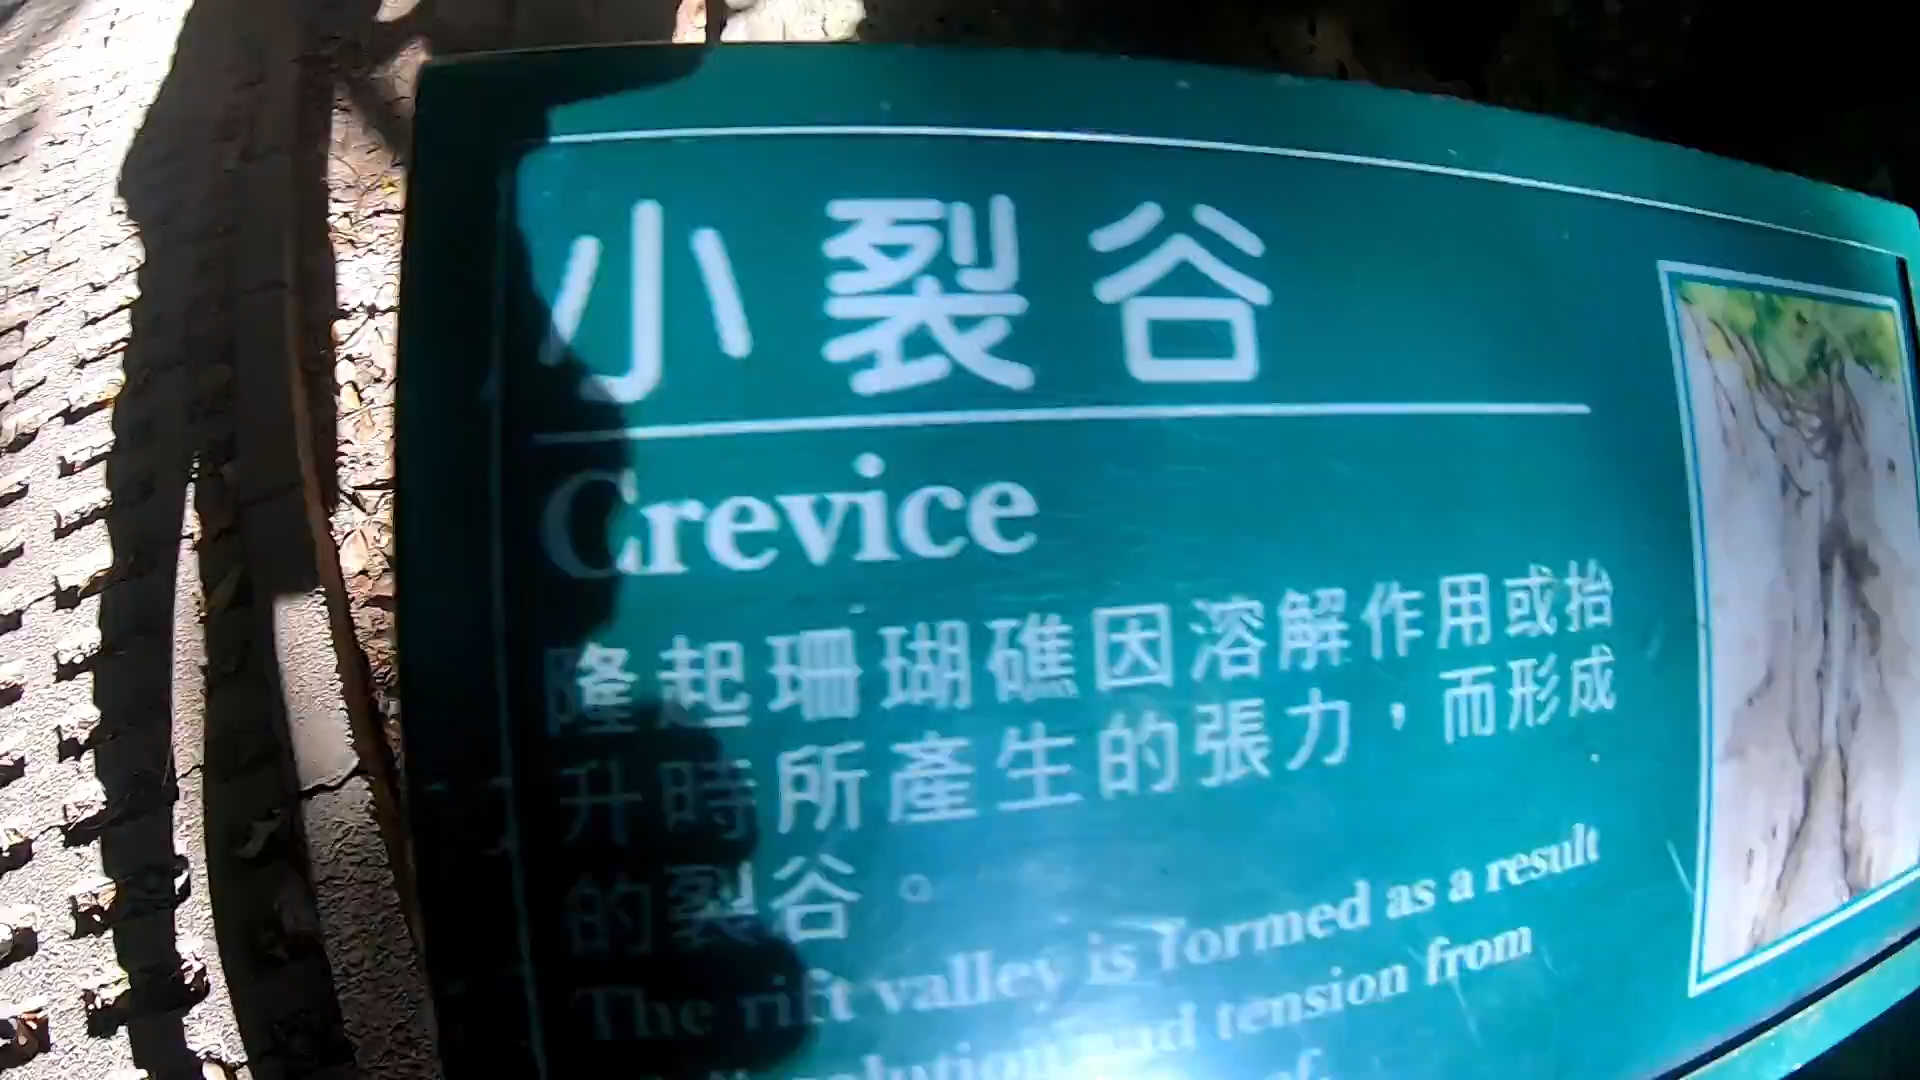 小裂谷
Crevice
隆起珊瑚礁因溶解作用或抬
升時所產生的張力，而形成
的裂谷。
The rift valley is formed as a result
and tension from
of